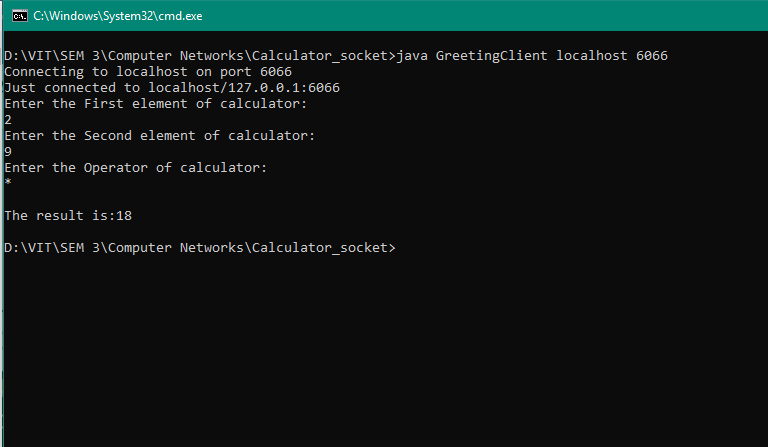 C:\Windows\System32\cmd.exe
D:\VIT\SEM 3\Computer Networks\Calculator_socket>java GreetingClient localhost 6066
Connecting to localhost on port 6066
Just connected to localhost/127.0.0.1:6066
Enter the First element of calculator:
2
Enter the Second element of calculator:
9
Enter the Operator of calculator:
*
The result is:18
D:\VIT\SEM 3\Computer Networks\Calculator_socket>